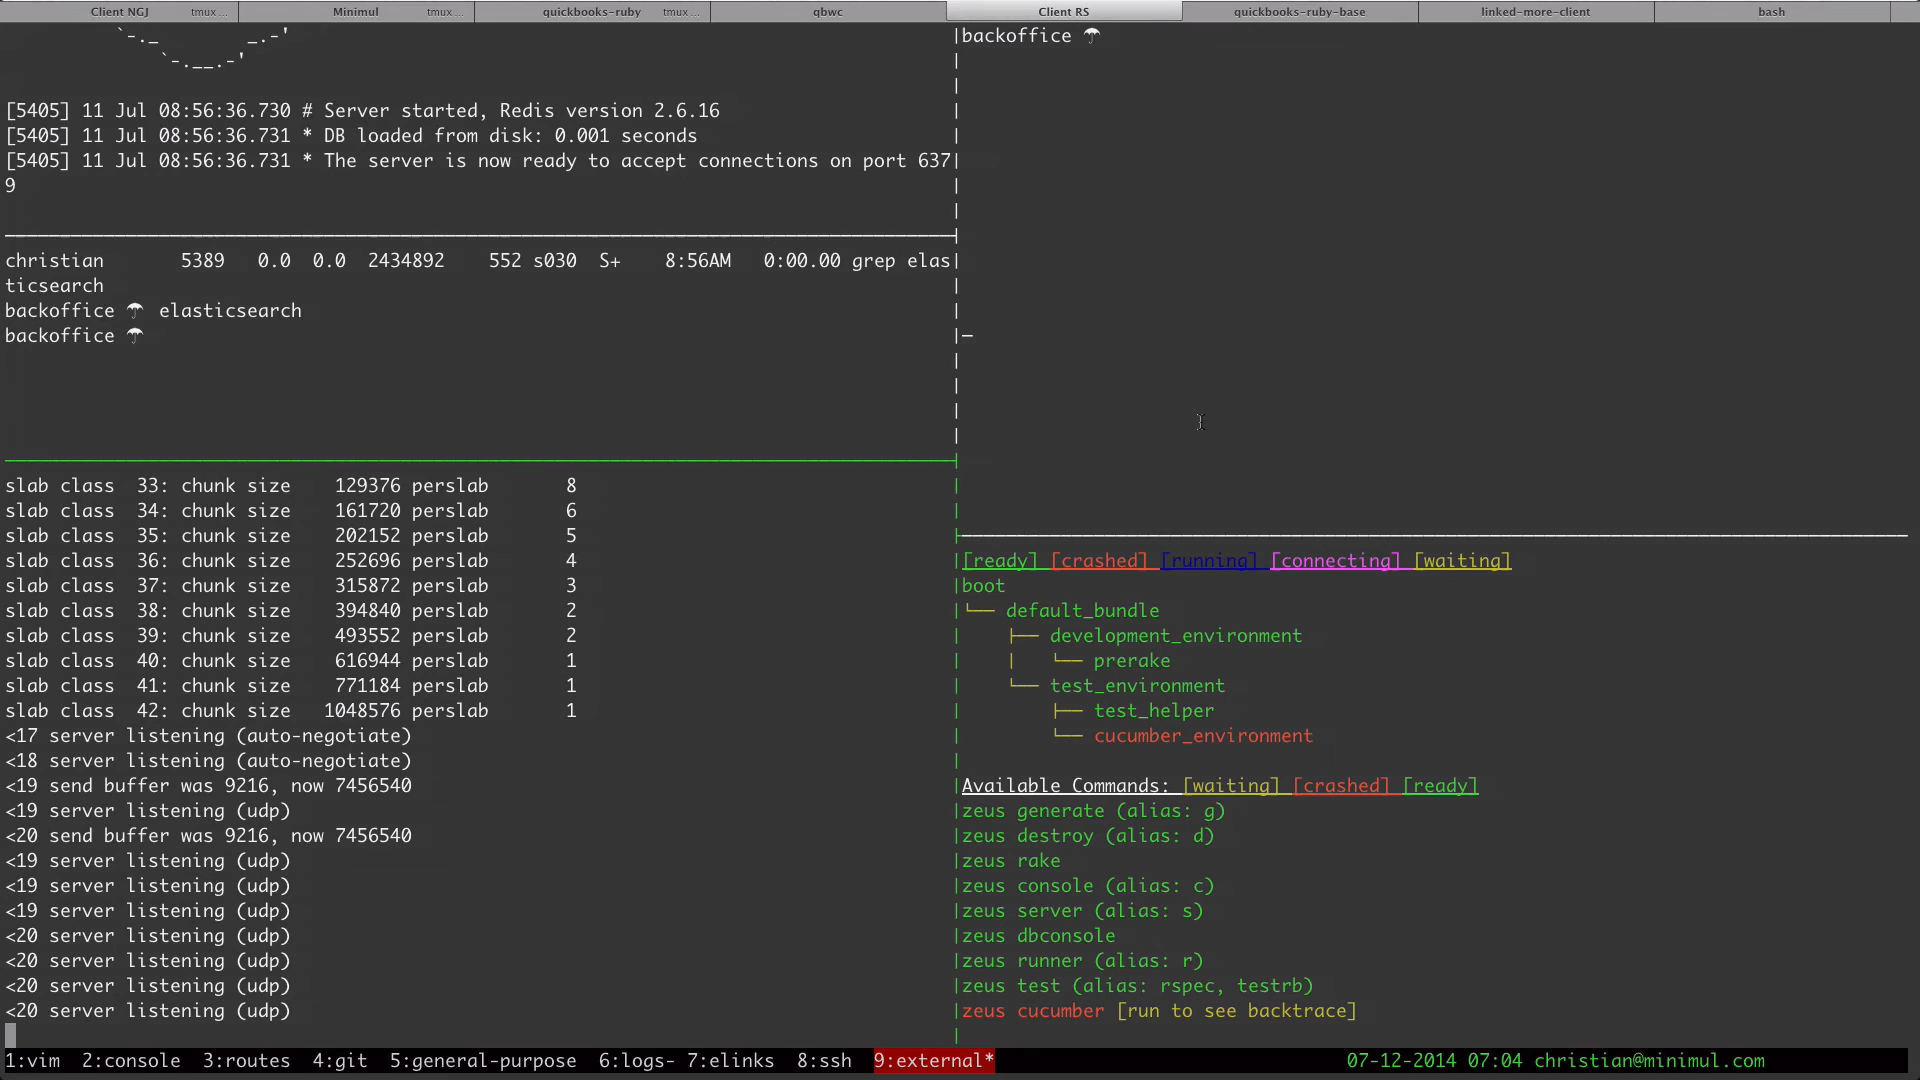 Client NGJ tmux ...
Minimul tmux ...
quickbooks-ruby tmux ...
qbwc
Client RS
quickbooks-ruby-base
linked-more-client
bash
`-._ _.-'
`-.__.-'
[5405] 11 Jul 08:56:36.730 # Server started, Redis version 2.6.16
[5405] 11 Jul 08:56:36.731 * DB loaded from disk: 0.001 seconds
[5405] 11 Jul 08:56:36.731 * The server is now ready to accept connections on port 637
9
christian 5389 0.0 0.0 2434892 552 s030 S+ 8:56AM 0:00.00 grep elas
ticsearch
backoffice ☂ elasticsearch
backoffice ☂
slab class 33: chunk size 129376 perslab 8
slab class 34: chunk size 161720 perslab 6
slab class 35: chunk size 202152 perslab 5
slab class 36: chunk size 252696 perslab 4
slab class 37: chunk size 315872 perslab 3
slab class 38: chunk size 394840 perslab 2
slab class 39: chunk size 493552 perslab 2
slab class 40: chunk size 616944 perslab 1
slab class 41: chunk size 771184 perslab 1
slab class 42: chunk size 1048576 perslab 1
<17 server listening (auto-negotiate)
<18 server listening (auto-negotiate)
<19 send buffer was 9216, now 7456540
<19 server listening (udp)
<20 send buffer was 9216, now 7456540
<19 server listening (udp)
<19 server listening (udp)
<19 server listening (udp)
<20 server listening (udp)
<20 server listening (udp)
<20 server listening (udp)
<20 server listening (udp)
backoffice ☂
[ready] [crashed] [running] [connecting] [waiting]
boot
└── default_bundle
├── development_environment
│ └── prerake
└── test_environment
├── test_helper
└── cucumber_environment
Available Commands: [waiting] [crashed] [ready]
zeus generate (alias: g)
zeus destroy (alias: d)
zeus rake
zeus console (alias: c)
zeus server (alias: s)
zeus dbconsole
zeus runner (alias: r)
zeus test (alias: rspec, testrb)
zeus cucumber [run to see backtrace]
1:vim 2:console 3:routes 4:git 5:general-purpose 6:logs- 7:elinks 8:ssh 9:external* 07-12-2014 07:04 christian@minimul.com